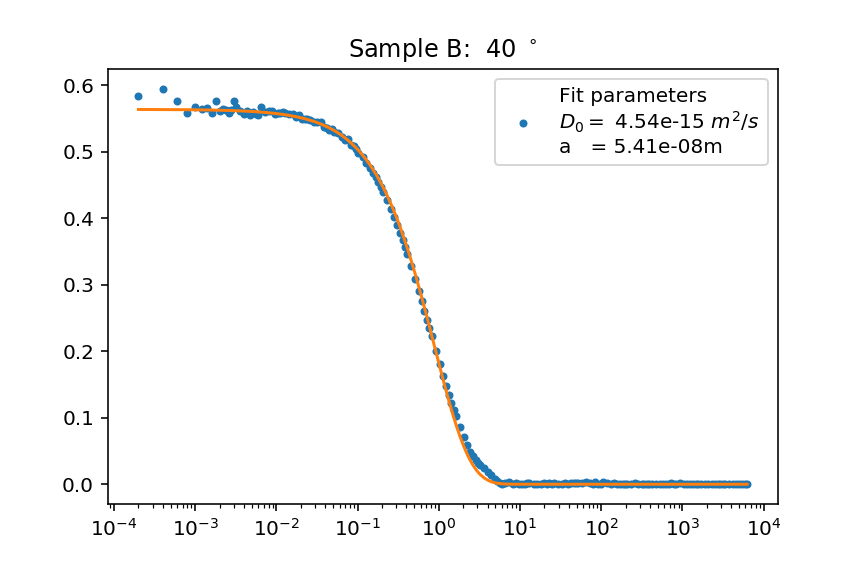 Sample B: 40 °
0.6
0.5
0.4
0.3
0.2
0.1
0.0
Fit parameters
D₀ = 4.54e-15 m²/s
a = 5.41e-08m
10⁻⁴ 10⁻³ 10⁻² 10⁻¹ 10⁰ 10¹ 10² 10³ 10⁴